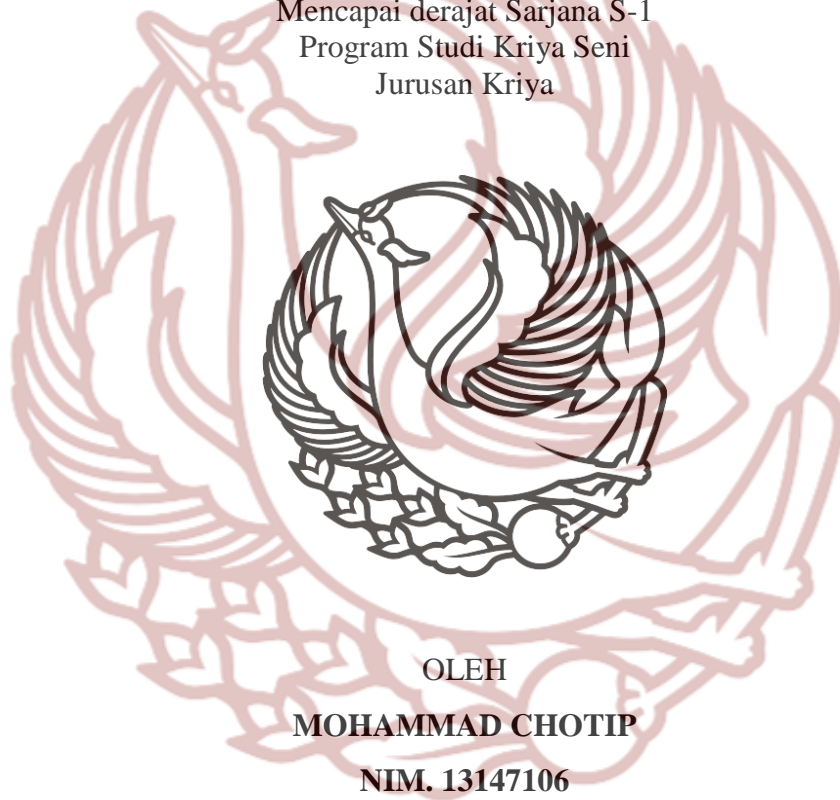 Mencapai derajat Sarjana S-1
Program Studi Kriya Seni
Jurusan Kriya
OLEH
MOHAMMAD CHOTIP
NIM. 13147106